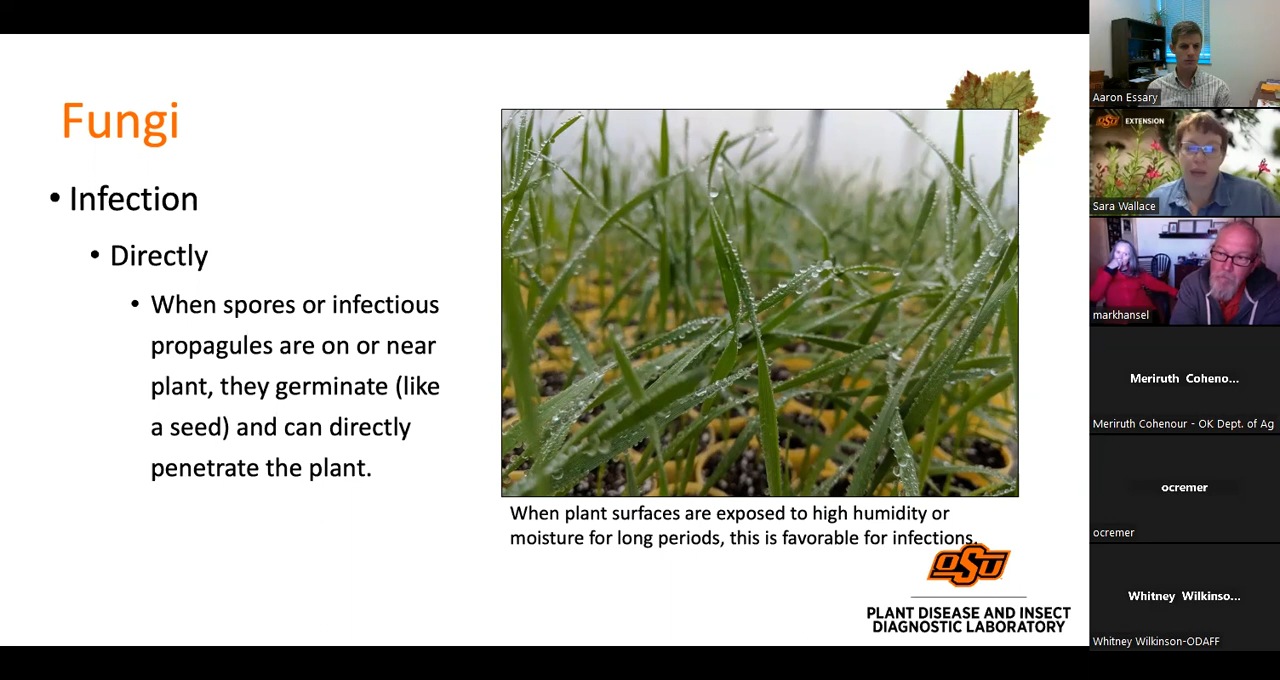 Fungi
• Infection
• Directly
• When spores or infectious
propagules are on or near
plant, they germinate (like
a seed) and can directly
penetrate the plant.
When plant surfaces are exposed to high humidity or
moisture for long periods, this is favorable for infections.
OSU
PLANT DISEASE AND INSECT
DIAGNOSTIC LABORATORY
Aaron Essary
OSU EXTENSION
Sara Wallace
markhansel
Meriruth Coheno...
Meriruth Cohenour - OK Dept. of Ag
ocremer
ocremer
Whitney Wilkinso...
Whitney Wilkinson-ODAFF